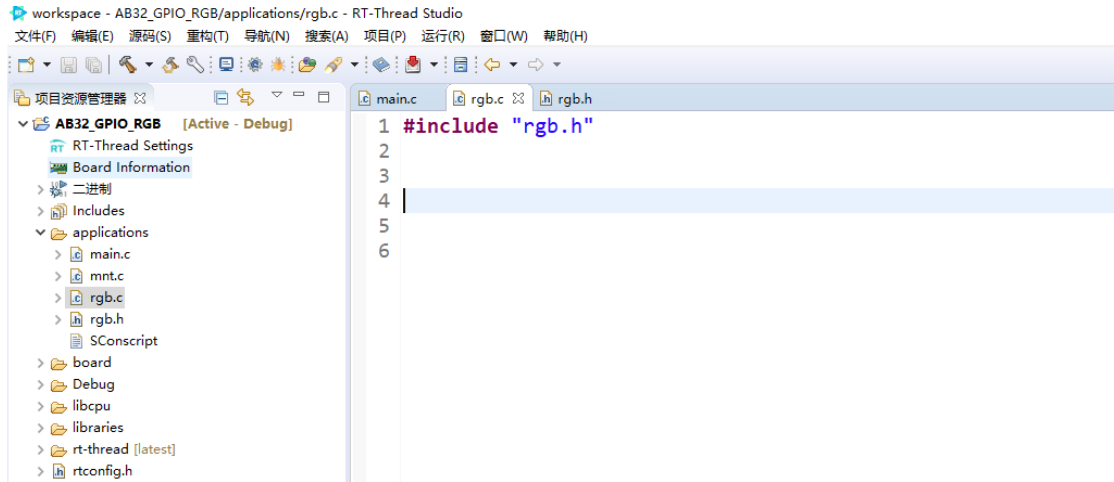 workspace - AB32_GPIO_RGB/applications/rgb.c - RT-Thread Studio
文件(F) 编辑(E) 源码(S) 重构(T) 导航(N) 搜索(A) 项目(P) 运行(R) 窗口(W) 帮助(H)
项目资源管理器
main.c rgb.c rgb.h
AB32_GPIO_RGB [Active - Debug]
RT-Thread Settings
Board Information
二进制
Includes
applications
main.c
mnt.c
rgb.c
rgb.h
SConscript
board
Debug
libcpu
libraries
rt-thread [latest]
rtconfig.h
1 #include "rgb.h"
2
3
4
5
6